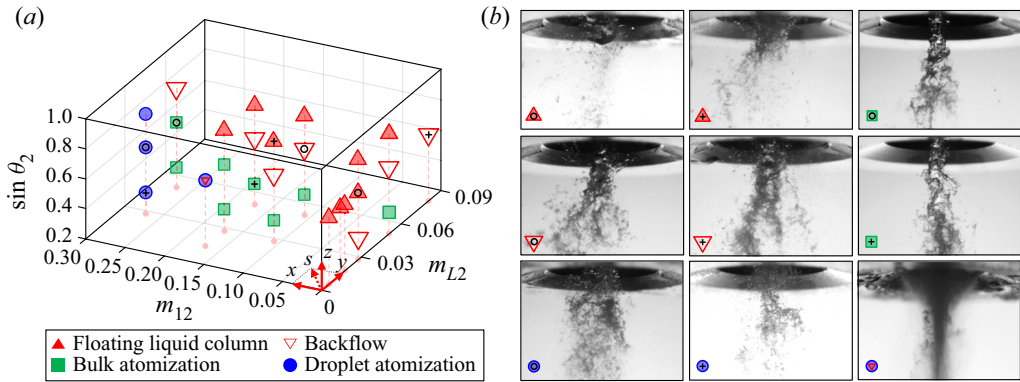 (a)
(b)
1.0
0.8
0.6
0.4
0.2
sin θ2
0.30
0.25
0.20
0.15
0.10
0.05
0
m12
0.03
0.06
0.09
mL2
x
s
z
y
Floating liquid column
Backflow
Bulk atomization
Droplet atomization